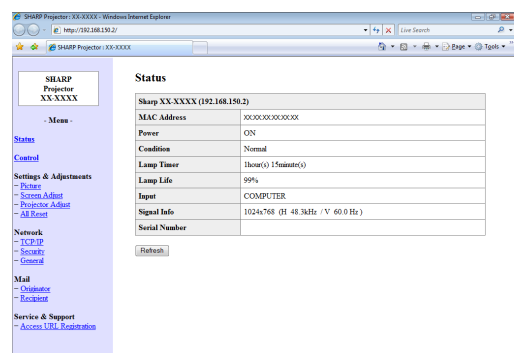 SHARP Projector : XX-XXXX - Windows Internet Explorer
http://192.168.150.2/
Live Search
SHARP Projector : XX-XXXX
Page
Tools
SHARP
Projector
XX-XXXX
- Menu -
Status
Control
Settings & Adjustments
– Picture
– Screen Adjust
– Projector Adjust
– All Reset
Network
– TCP/IP
– Security
– General
Mail
– Originator
– Recipient
Service & Support
– Access URL Registration
Status
Sharp XX-XXXX (192.168.150.2)
MAC Address XX:XX:XX:XX:XX:XX
Power ON
Condition Normal
Lamp Timer 1hour(s) 15minute(s)
Lamp Life 99%
Input COMPUTER
Signal Info 1024x768 (H 48.3kHz / V 60.0 Hz )
Serial Number
Refresh